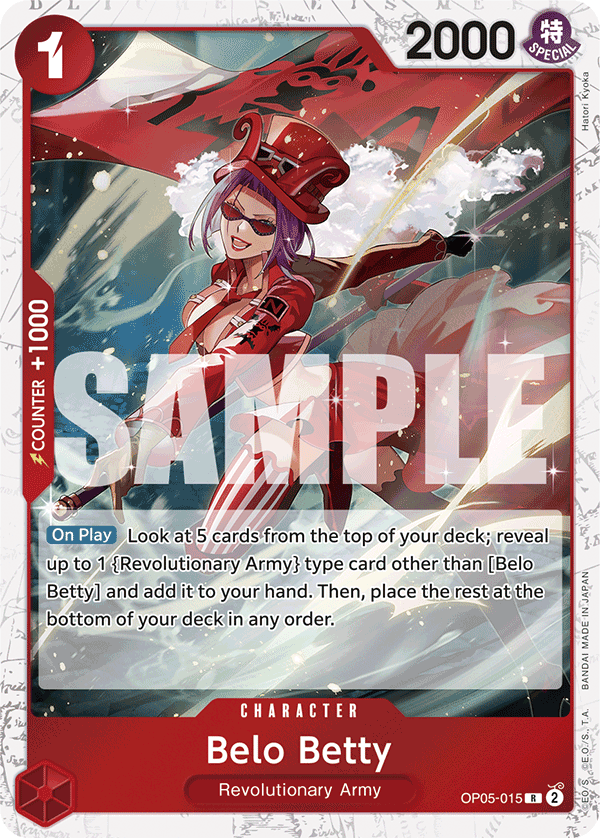 1
2000
特
SPECIAL
Hatori Kyoka
COUNTER +1000
SAMPLE
On Play Look at 5 cards from the top of your deck; reveal
up to 1 {Revolutionary Army} type card other than [Belo
Betty] and add it to your hand. Then, place the rest at the
bottom of your deck in any order.
BANDAI MADE IN JAPAN
©E.O./S., T.A.
CHARACTER
Belo Betty
Revolutionary Army
OP05-015 R 2